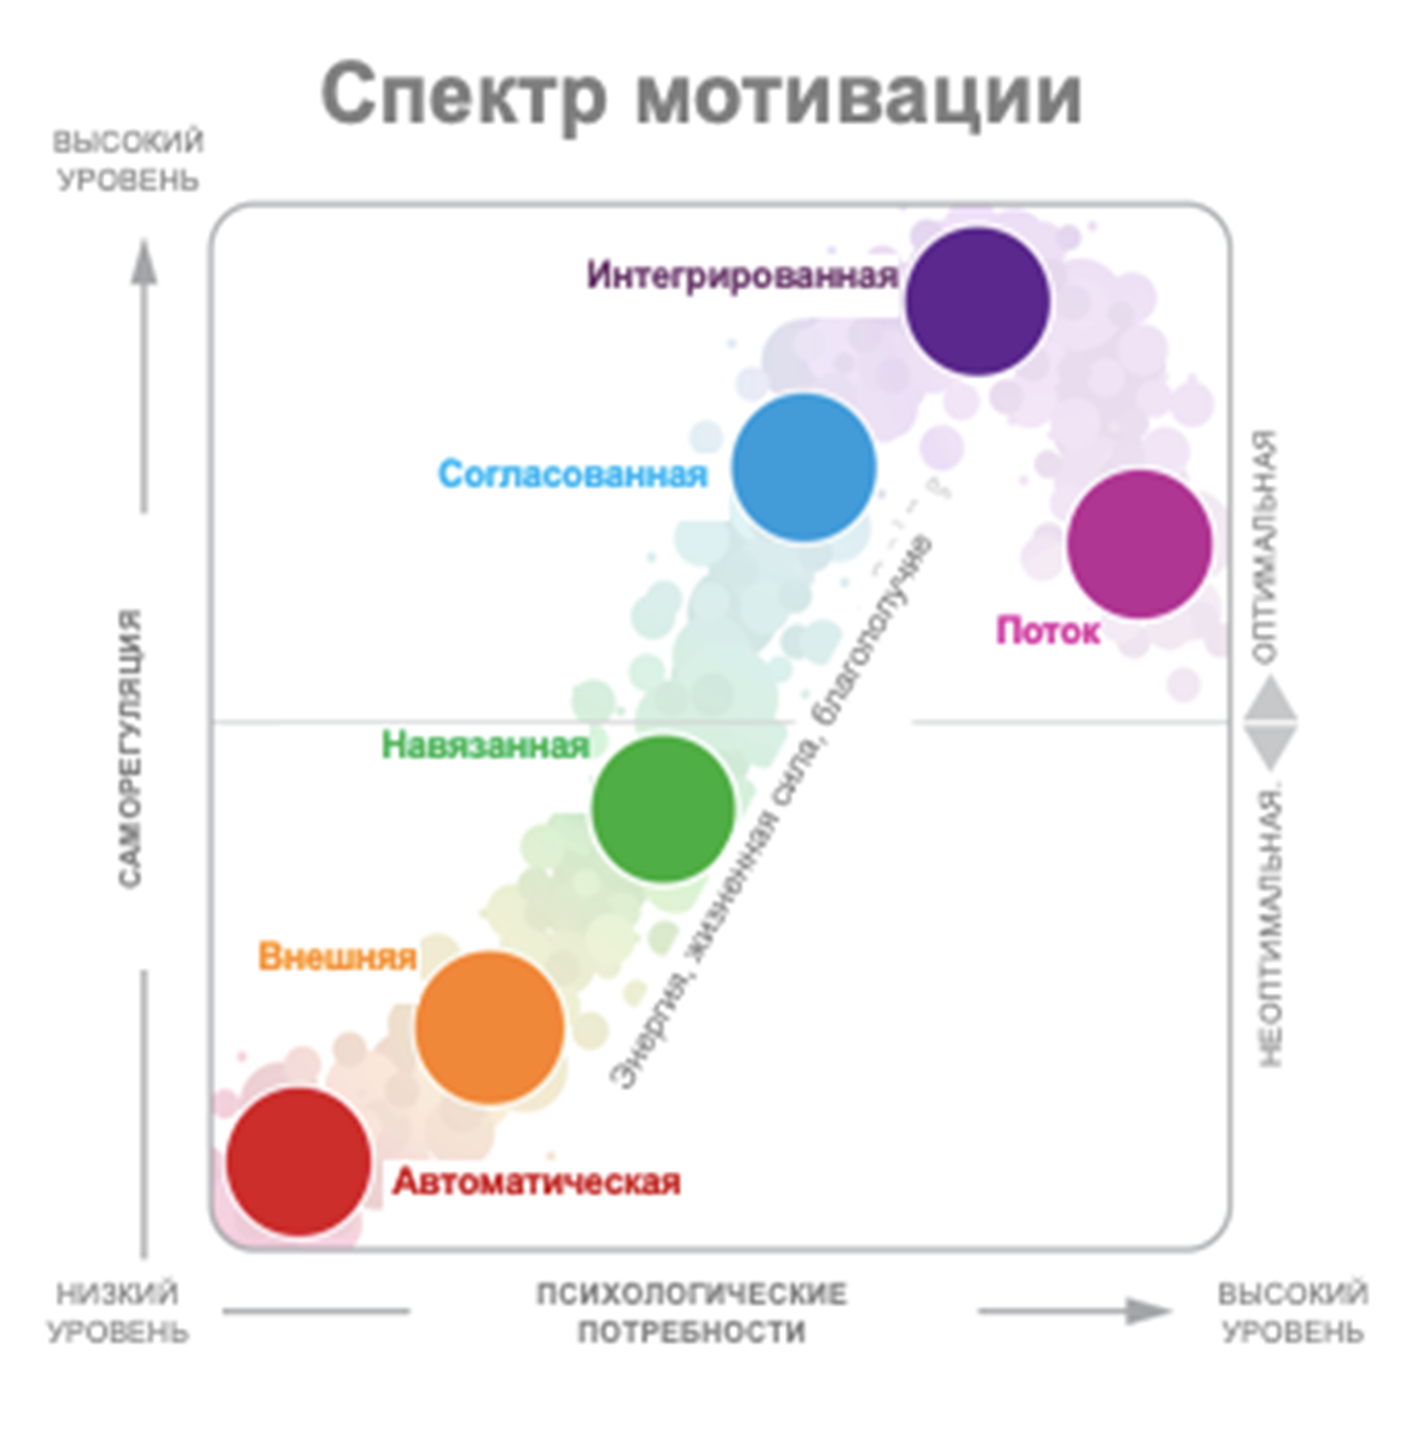 Спектр мотивации
ВЫСОКИЙ
УРОВЕНЬ
Интегрированная
Согласованная
Поток
Навязанная
Внешняя
Автоматическая
Энергия, жизненная сила, благополучие
САМОРЕГУЛЯЦИЯ
ОПТИМАЛЬНАЯ
НЕОПТИМАЛЬНАЯ.
НИЗКИЙ
УРОВЕНЬ
ПСИХОЛОГИЧЕСКИЕ
ПОТРЕБНОСТИ
ВЫСОКИЙ
УРОВЕНЬ